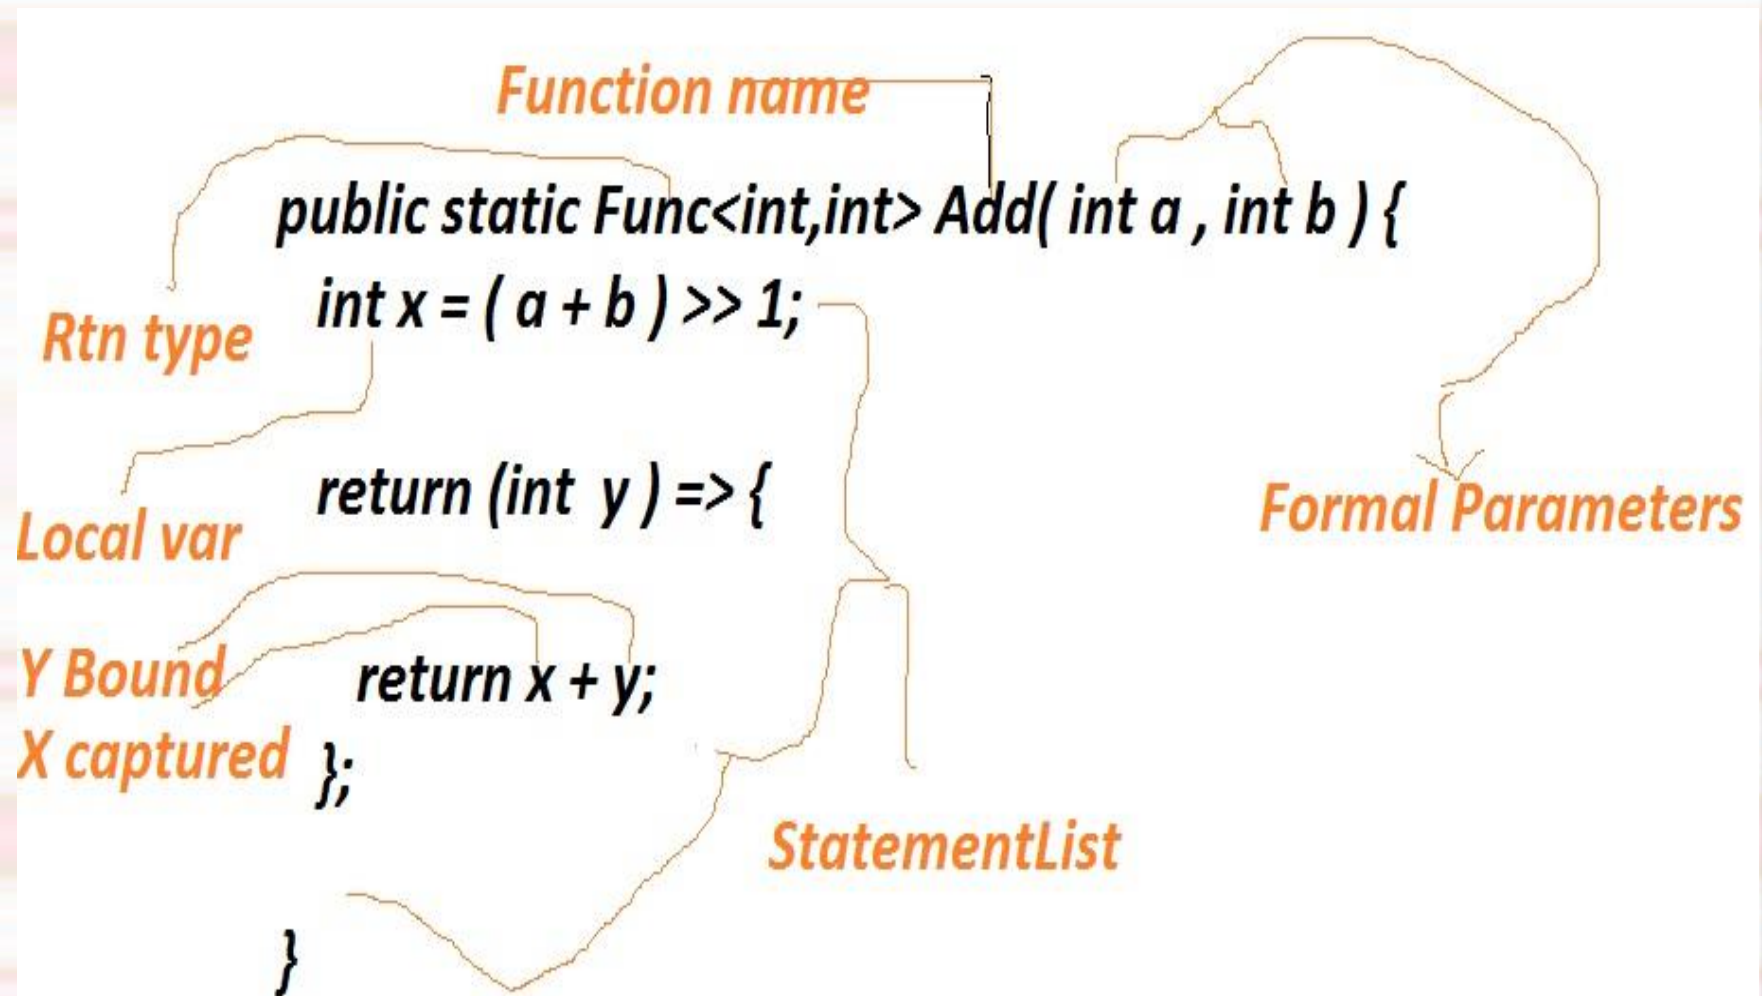 Function name
public static Func<int,int> Add( int a , int b ) {
int x = ( a + b ) >> 1;
Rtn type
return (int y ) => {
Formal Parameters
Local var
Y Bound
return x + y;
X captured
};
StatementList
}